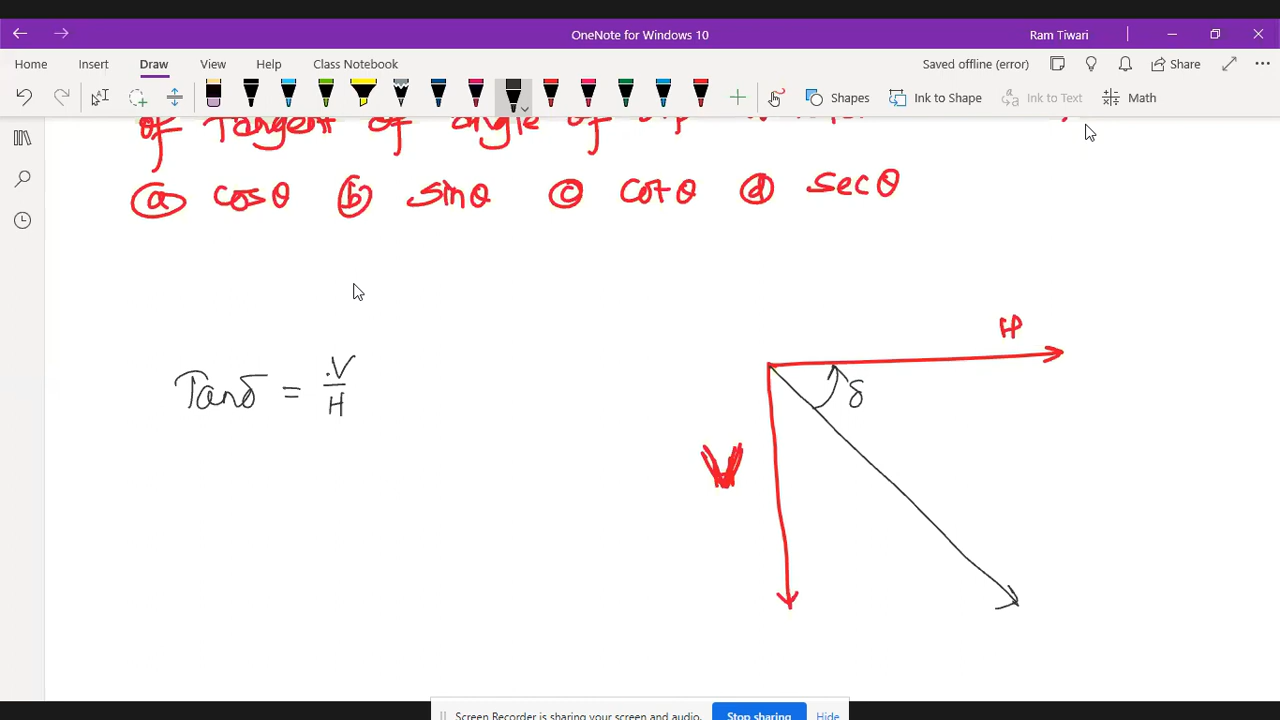 OneNote for Windows 10
Ram Tiwari
Home Insert Draw View Help Class Notebook
Saved offline (error)
Share
Shapes
Ink to Shape
Ink to Text
Math
of Tangent of angle of dip
(a) cosθ (b) sinθ (c) cotθ (d) secθ
H
Tanδ = V/H
δ
V
Screen Recorder is sharing your screen and audio.
Stop sharing
Hide